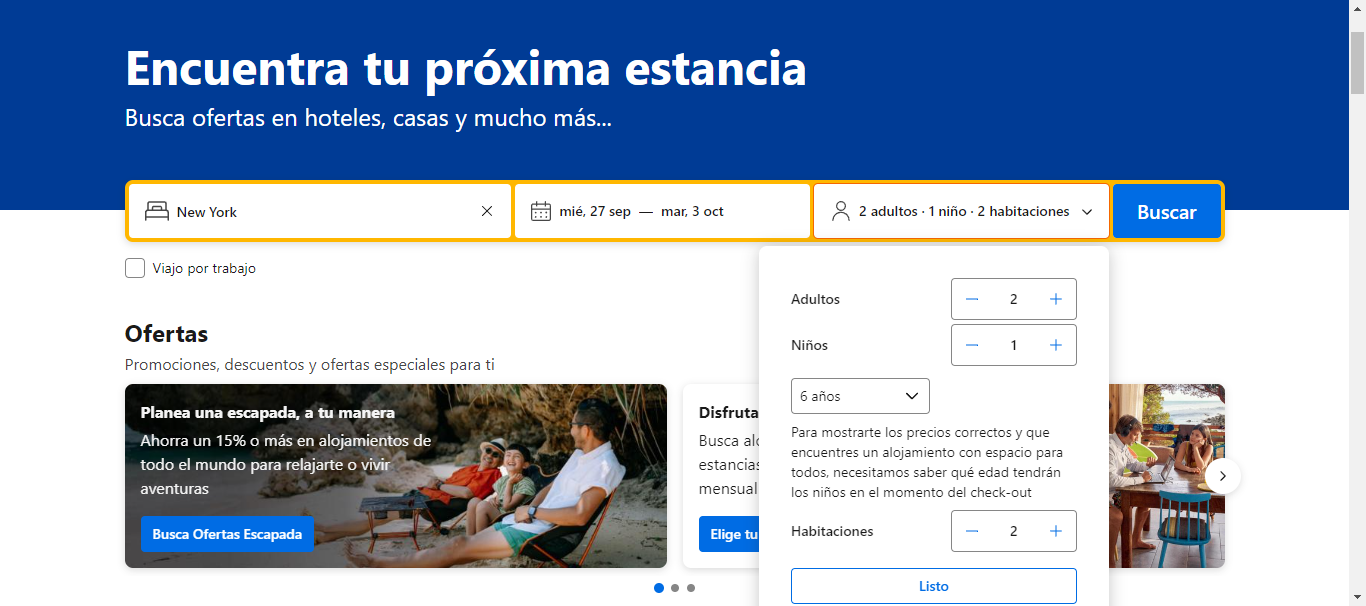 Encuentra tu próxima estancia
Busca ofertas en hoteles, casas y mucho más...
New York
mié, 27 sep — mar, 3 oct
2 adultos · 1 niño · 2 habitaciones
Buscar
Viajo por trabajo
Adultos
2
Niños
1
6 años
Para mostrarte los precios correctos y que
encuentres un alojamiento con espacio para
todos, necesitamos saber qué edad tendrán
los niños en el momento del check-out
Habitaciones
2
Listo
Ofertas
Promociones, descuentos y ofertas especiales para ti
Planea una escapada, a tu manera
Ahorra un 15% o más en alojamientos de
todo el mundo para relajarte o vivir
aventuras
Busca Ofertas Escapada
Disfruta
Busca
estancias
mensual
Elige tu